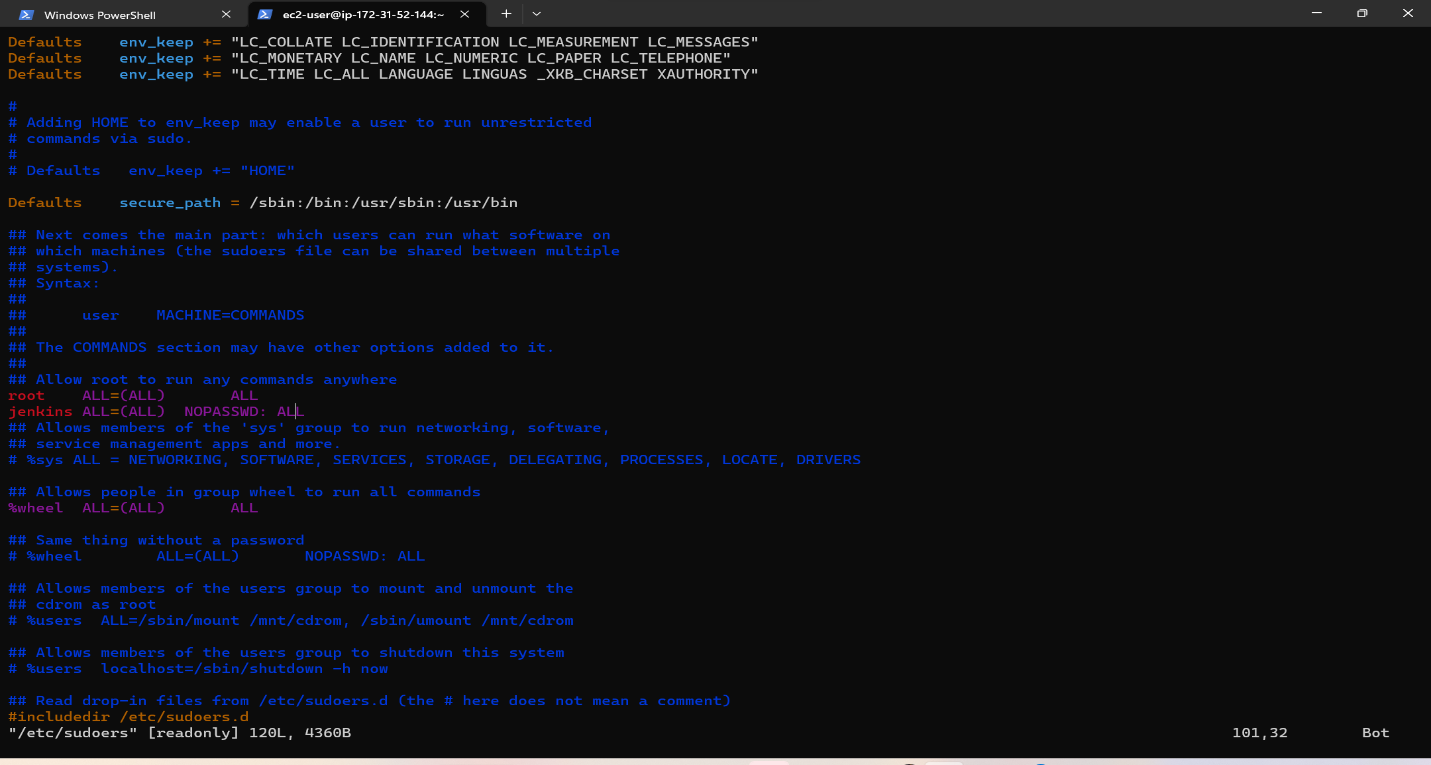 Windows PowerShell
ec2-user@ip-172-31-52-144:~
Defaults    env_keep += "LC_COLLATE LC_IDENTIFICATION LC_MEASUREMENT LC_MESSAGES"
Defaults    env_keep += "LC_MONETARY LC_NAME LC_NUMERIC LC_PAPER LC_TELEPHONE"
Defaults    env_keep += "LC_TIME LC_ALL LANGUAGE LINGUAS _XKB_CHARSET XAUTHORITY"
#
# Adding HOME to env_keep may enable a user to run unrestricted
# commands via sudo.
#
# Defaults   env_keep += "HOME"
Defaults    secure_path = /sbin:/bin:/usr/sbin:/usr/bin
## Next comes the main part: which users can run what software on
## which machines (the sudoers file can be shared between multiple
## systems).
## Syntax:
##
##      user    MACHINE=COMMANDS
##
## The COMMANDS section may have other options added to it.
##
## Allow root to run any commands anywhere
root    ALL=(ALL)       ALL
jenkins ALL=(ALL)  NOPASSWD: ALL
## Allows members of the 'sys' group to run networking, software,
## service management apps and more.
# %sys ALL = NETWORKING, SOFTWARE, SERVICES, STORAGE, DELEGATING, PROCESSES, LOCATE, DRIVERS
## Allows people in group wheel to run all commands
%wheel  ALL=(ALL)       ALL
## Same thing without a password
# %wheel        ALL=(ALL)       NOPASSWD: ALL
## Allows members of the users group to mount and unmount the
## cdrom as root
# %users  ALL=/sbin/mount /mnt/cdrom, /sbin/umount /mnt/cdrom
## Allows members of the users group to shutdown this system
# %users  localhost=/sbin/shutdown -h now
## Read drop-in files from /etc/sudoers.d (the # here does not mean a comment)
#includedir /etc/sudoers.d
"/etc/sudoers" [readonly] 120L, 4360B    101,32    Bot